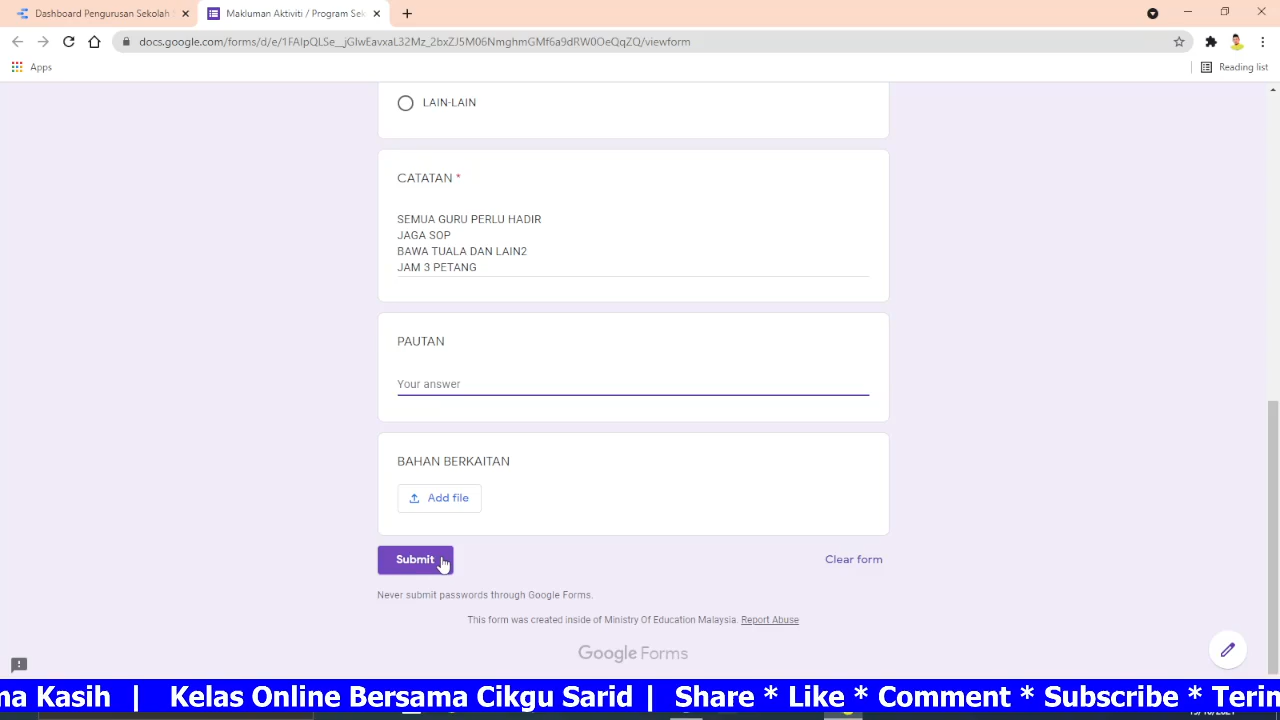 Dashboard Pengurusan Sekolah
Makluman Aktiviti / Program Sek
docs.google.com/forms/d/e/1FAIpQLSe__jGIwEavxaL32Mz_2bxZJ5M06NmghmGMf6a9dRW0OeQqZQ/viewform
Apps
Reading list
LAIN-LAIN
CATATAN *
SEMUA GURU PERLU HADIR
JAGA SOP
BAWA TUALA DAN LAIN2
JAM 3 PETANG
PAUTAN
Your answer
BAHAN BERKAITAN
Add file
Submit
Clear form
Never submit passwords through Google Forms.
This form was created inside of Ministry Of Education Malaysia. Report Abuse
Google Forms
ma Kasih | Kelas Online Bersama Cikgu Sarid | Share * Like * Comment * Subscribe * Terin